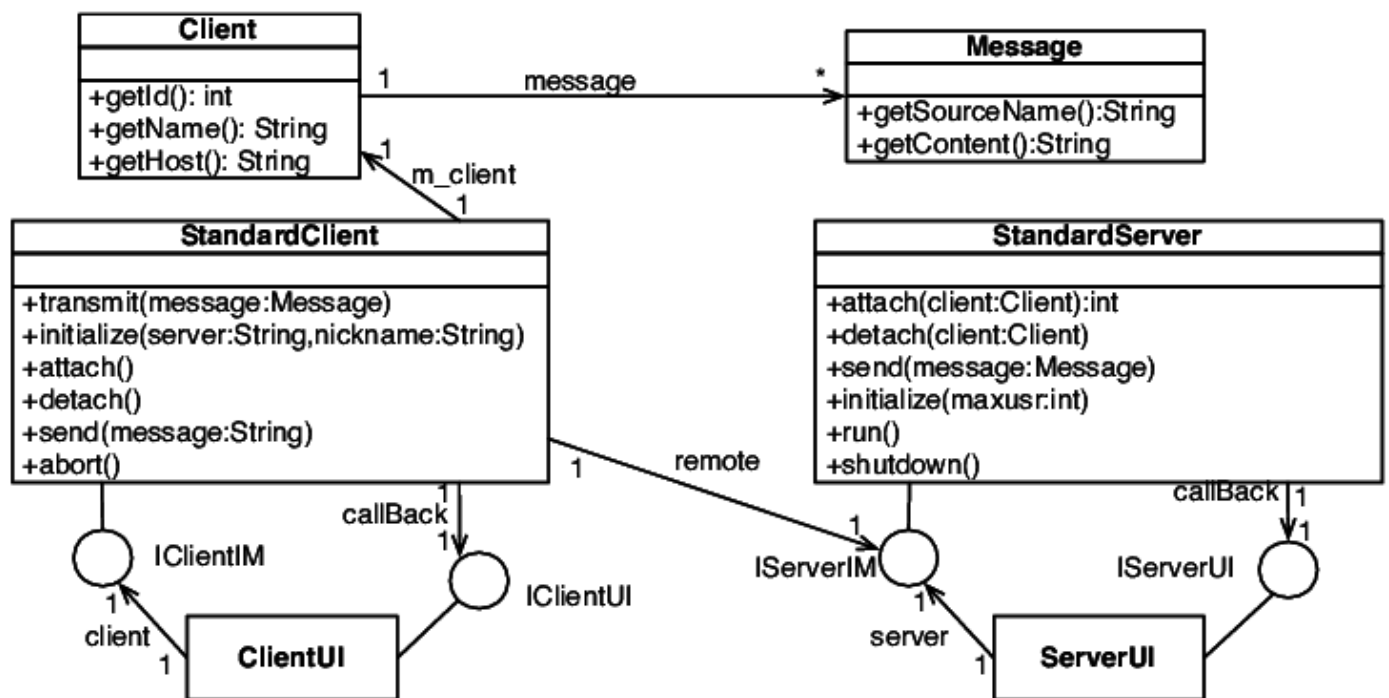 Client
+getId(): int
+getName(): String
+getHost(): String
1
message
*
Message
+getSourceName():String
+getContent():String
1
m_client
1
StandardClient
+transmit(message:Message)
+initialize(server:String,nickname:String)
+attach()
+detach()
+send(message:String)
+abort()
StandardServer
+attach(client:Client):int
+detach(client:Client)
+send(message:Message)
+initialize(maxusr:int)
+run()
+shutdown()
1
remote
1
1
callBack
1
IClientIM
IClientUI
1
client
1
ClientUI
callBack
1
1
IServerIM
IServerUI
1
server
1
ServerUI